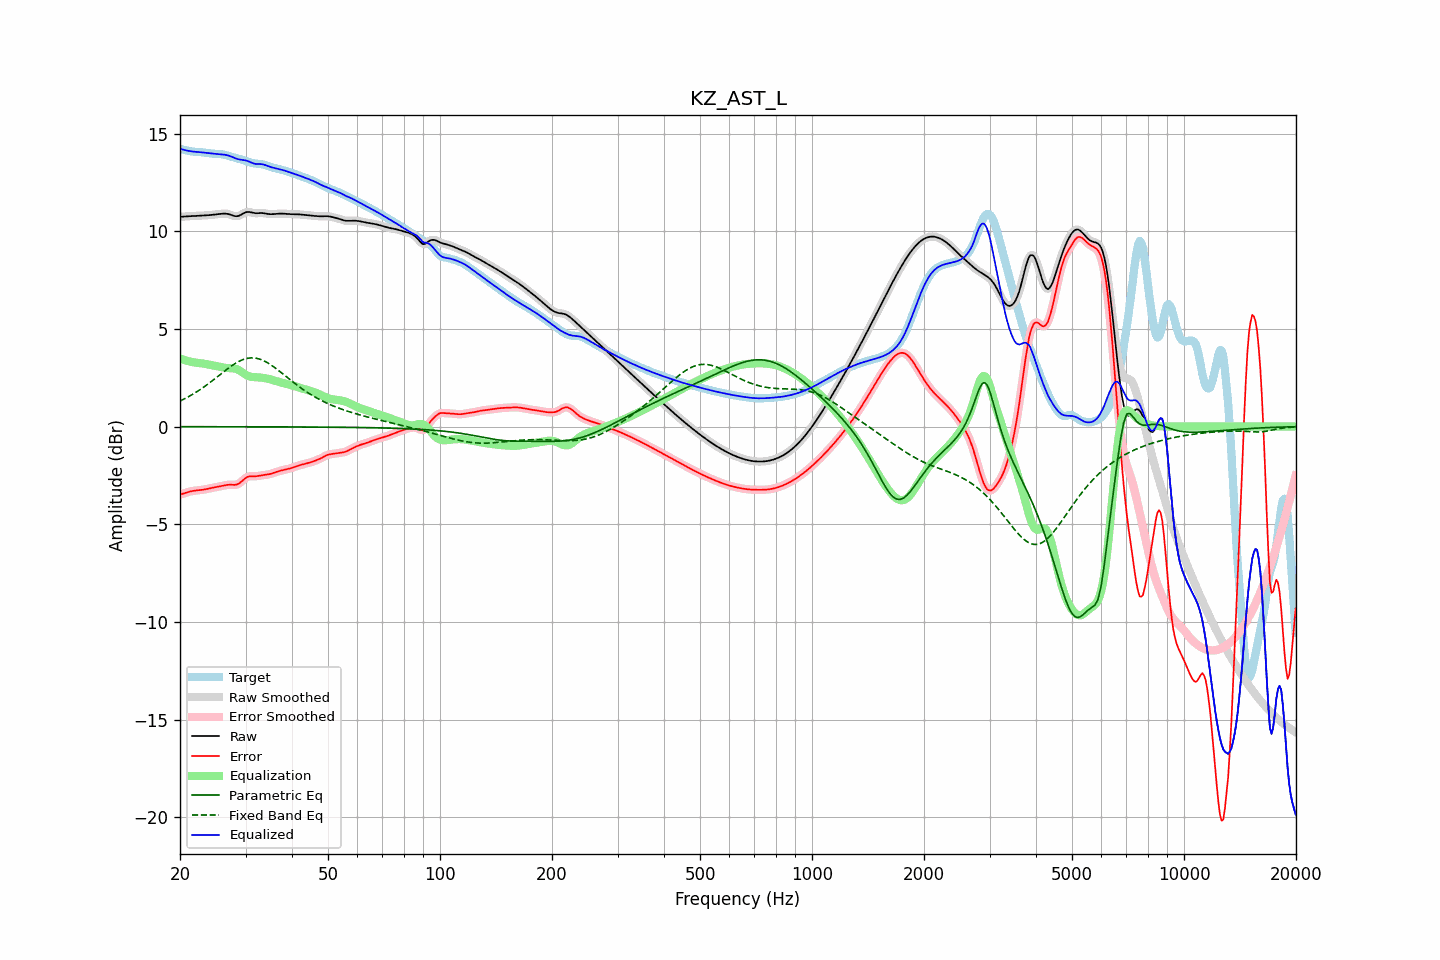 KZ_AST_L
15
10
5
0
−5
−10
−15
−20
Amplitude (dBr)
Target
Raw Smoothed
Error Smoothed
Raw
Error
Equalization
Parametric Eq
Fixed Band Eq
Equalized
20 50 100 200 500 1000 2000 5000 10000 20000
Frequency (Hz)